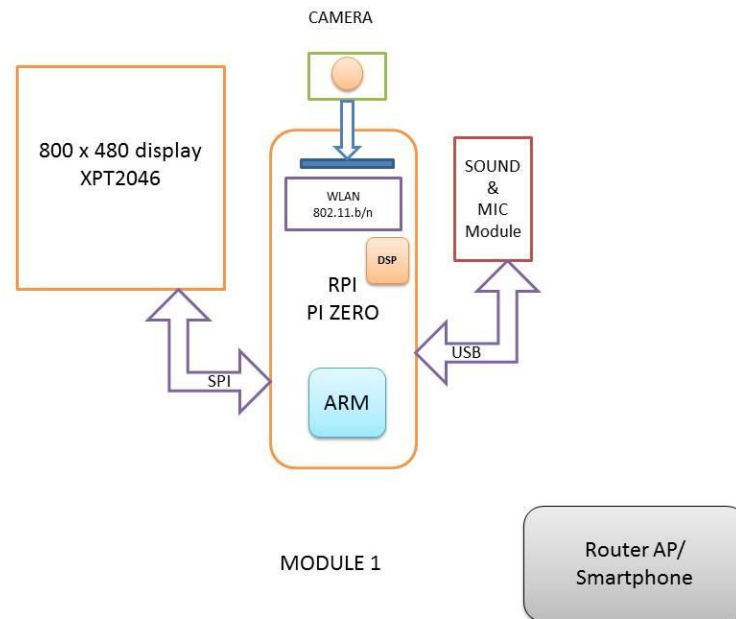 CAMERA
800 x 480 display
XPT2046
WLAN
802.11.b/n
DSP
RPI
PI ZERO
ARM
SPI
USB
SOUND
&
MIC
Module
MODULE 1
Router AP/
Smartphone